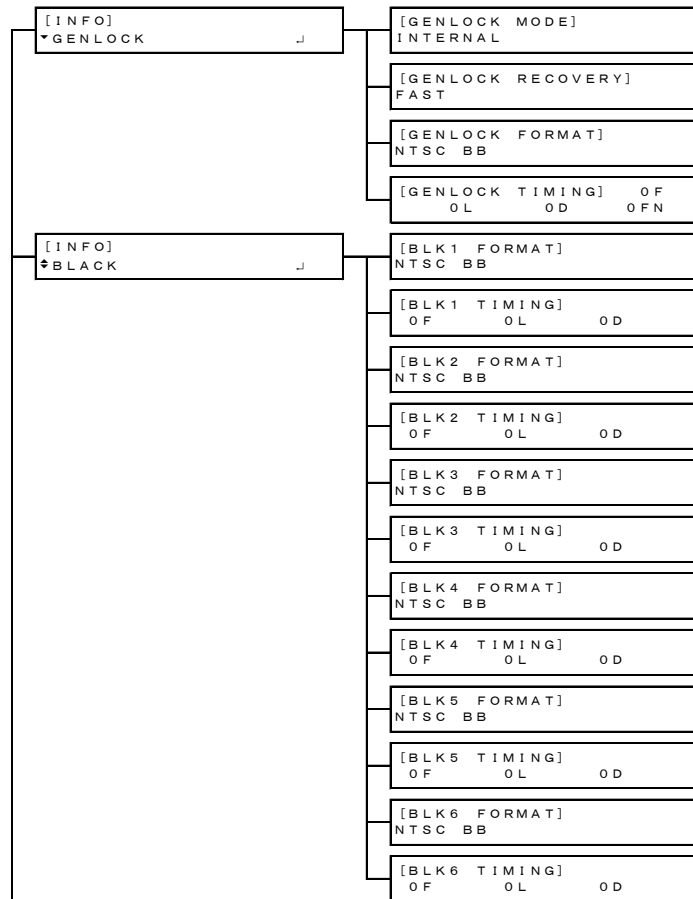 [INFO]
▾GENLOCK ↵
[GENLOCK MODE]
INTERNAL
[GENLOCK RECOVERY]
FAST
[GENLOCK FORMAT]
NTSC BB
[GENLOCK TIMING] 0F
0L 0D 0FN
[INFO]
♦BLACK ↵
[BLK1 FORMAT]
NTSC BB
[BLK1 TIMING]
0F 0L 0D
[BLK2 FORMAT]
NTSC BB
[BLK2 TIMING]
0F 0L 0D
[BLK3 FORMAT]
NTSC BB
[BLK3 TIMING]
0F 0L 0D
[BLK4 FORMAT]
NTSC BB
[BLK4 TIMING]
0F 0L 0D
[BLK5 FORMAT]
NTSC BB
[BLK5 TIMING]
0F 0L 0D
[BLK6 FORMAT]
NTSC BB
[BLK6 TIMING]
0F 0L 0D